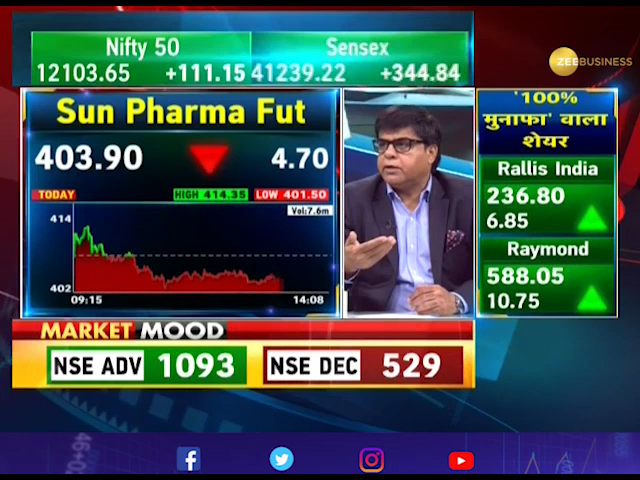 Nifty 50
Sensex
12103.65 +111.15 41239.22 +344.84
ZEEBUSINESS
Sun Pharma Fut
403.90 4.70
TODAY HIGH 414.35 LOW 401.50
Vol:7.6m
414
402
09:15 14:08
'100%
मुनाफा' वाला
शेयर
Rallis India
236.80
6.85
Raymond
588.05
10.75
MARKET MOOD
NSE ADV 1093 NSE DEC 529